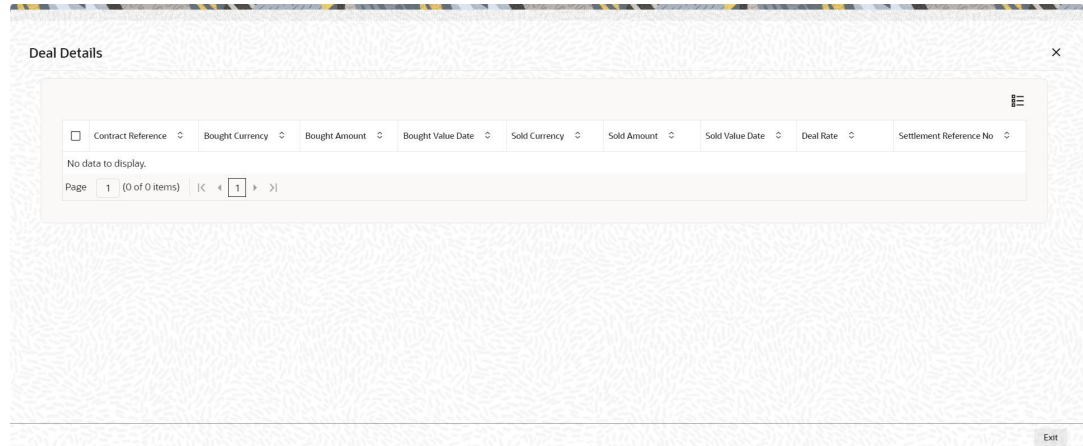 Deal Details
Contract Reference Bought Currency Bought Amount Bought Value Date Sold Currency Sold Amount Sold Value Date Deal Rate Settlement Reference No
No data to display.
Page 1 (0 of 0 items) 1
Exit